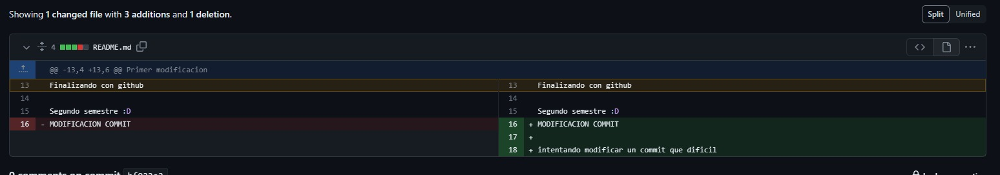 Showing 1 changed file with 3 additions and 1 deletion.
Split Unified
4 README.md
@@ -13,4 +13,6 @@ Primer modificacion
13 Finalizando con github 13 Finalizando con github
14 14
15 Segundo semestre :D 15 Segundo semestre :D
16 - MODIFICACION COMMIT 16 + MODIFICACION COMMIT
17 +
18 + intentando modificar un commit que dificil
0 comments on commit